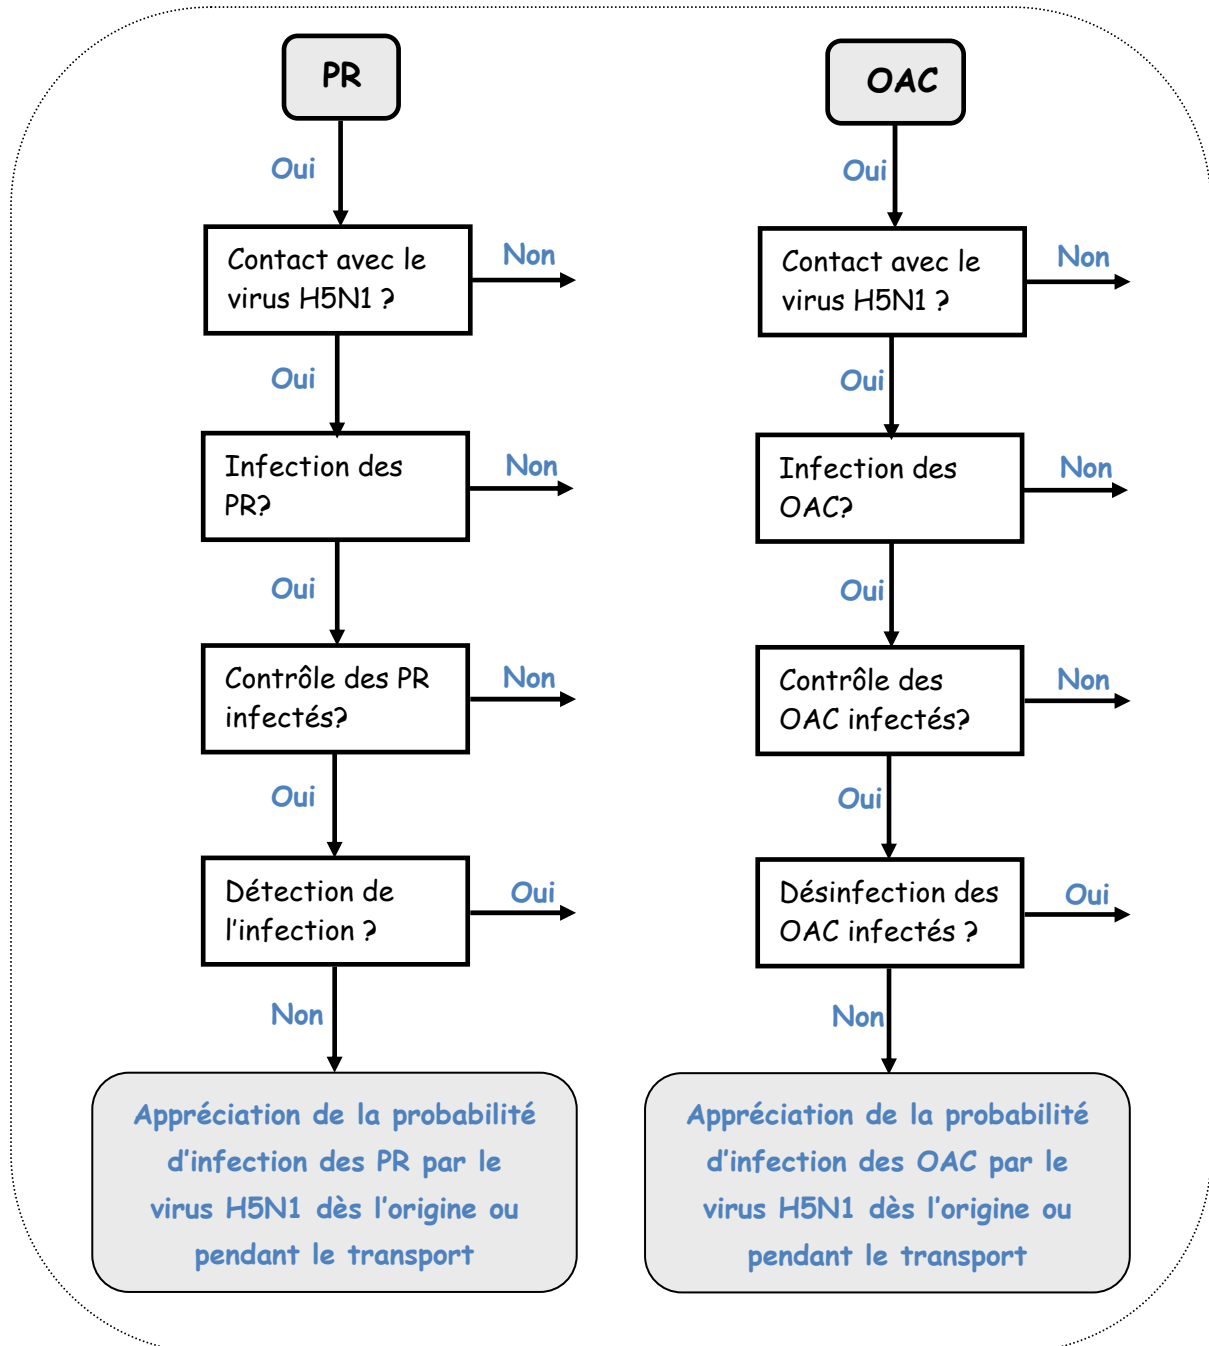 PR
Oui
Contact avec le
virus H5N1 ?
Non
Oui
Infection des
PR?
Non
Oui
Contrôle des PR
infectés?
Non
Oui
Détection de
l'infection ?
Oui
Non
Appréciation de la probabilité
d'infection des PR par le
virus H5N1 dès l'origine ou
pendant le transport
OAC
Oui
Contact avec le
virus H5N1 ?
Non
Oui
Infection des
OAC?
Non
Oui
Contrôle des
OAC infectés?
Non
Oui
Désinfection des
OAC infectés ?
Oui
Non
Appréciation de la probabilité
d'infection des OAC par le
virus H5N1 dès l'origine ou
pendant le transport